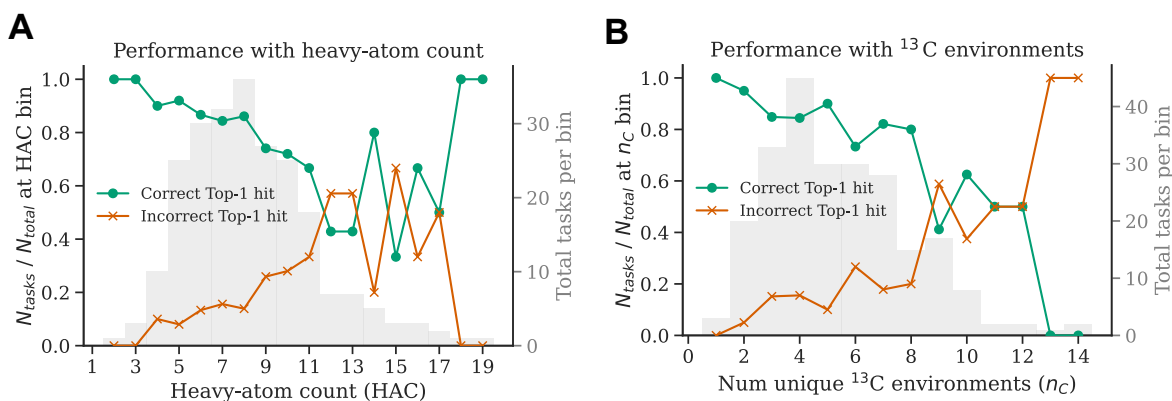 A
Performance with heavy-atom count
N_tasks / N_total at HAC bin
1.0
0.8
0.6
0.4
0.2
0.0
Correct Top-1 hit
Incorrect Top-1 hit
30
20
10
0
Total tasks per bin
1 3 5 7 9 11 13 15 17 19
Heavy-atom count (HAC)
B
Performance with ¹³C environments
N_tasks / N_total at n_C bin
1.0
0.8
0.6
0.4
0.2
0.0
Correct Top-1 hit
Incorrect Top-1 hit
40
30
20
10
0
Total tasks per bin
0 2 4 6 8 10 12 14
Num unique ¹³C environments (n_C)